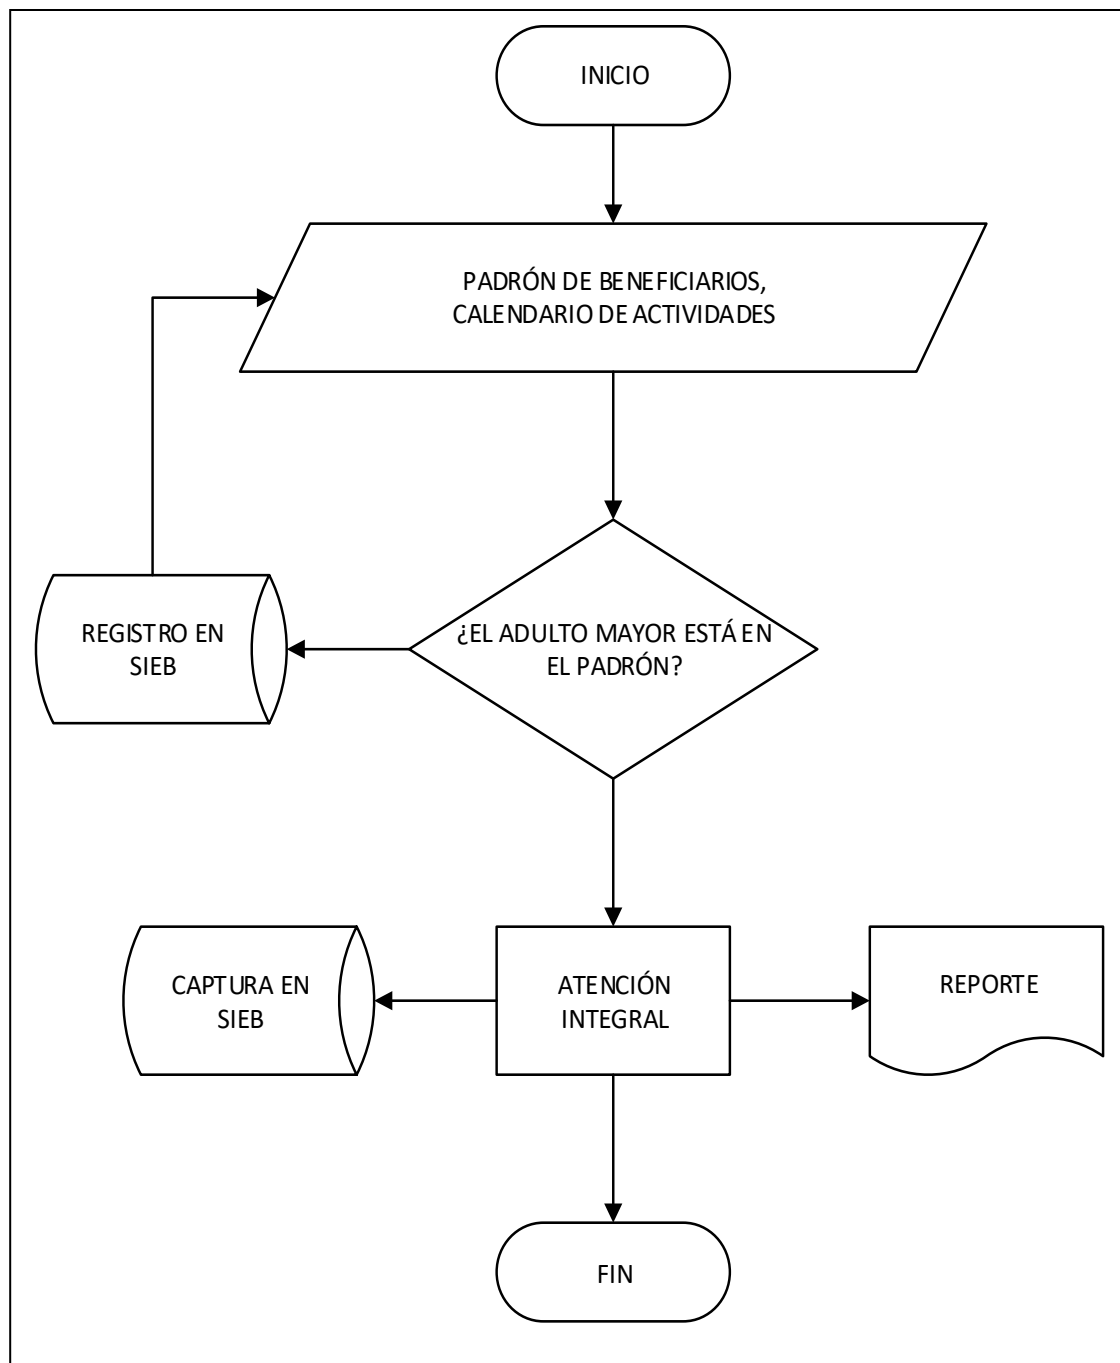 INICIO
PADRÓN DE BENEFICIARIOS,
CALENDARIO DE ACTIVIDADES
¿EL ADULTO MAYOR ESTÁ EN
EL PADRÓN?
REGISTRO EN
SIEB
ATENCIÓN
INTEGRAL
CAPTURA EN
SIEB
REPORTE
FIN